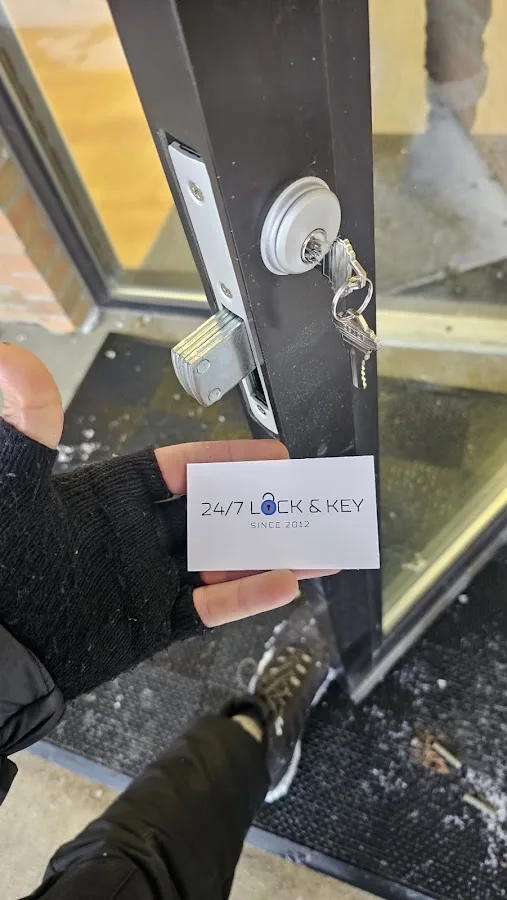 24/7 LOCK & KEY
SINCE 2012